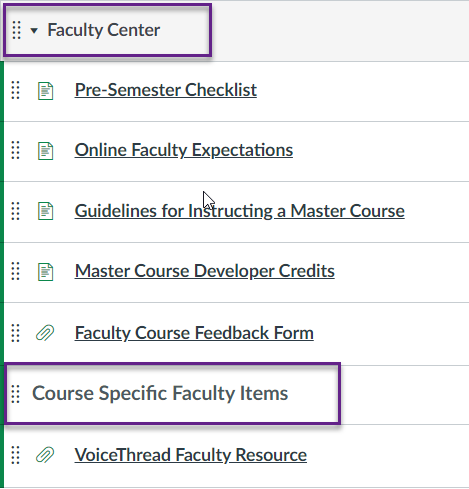 Faculty Center
Pre-Semester Checklist
Online Faculty Expectations
Guidelines for Instructing a Master Course
Master Course Developer Credits
Faculty Course Feedback Form
Course Specific Faculty Items
VoiceThread Faculty Resource